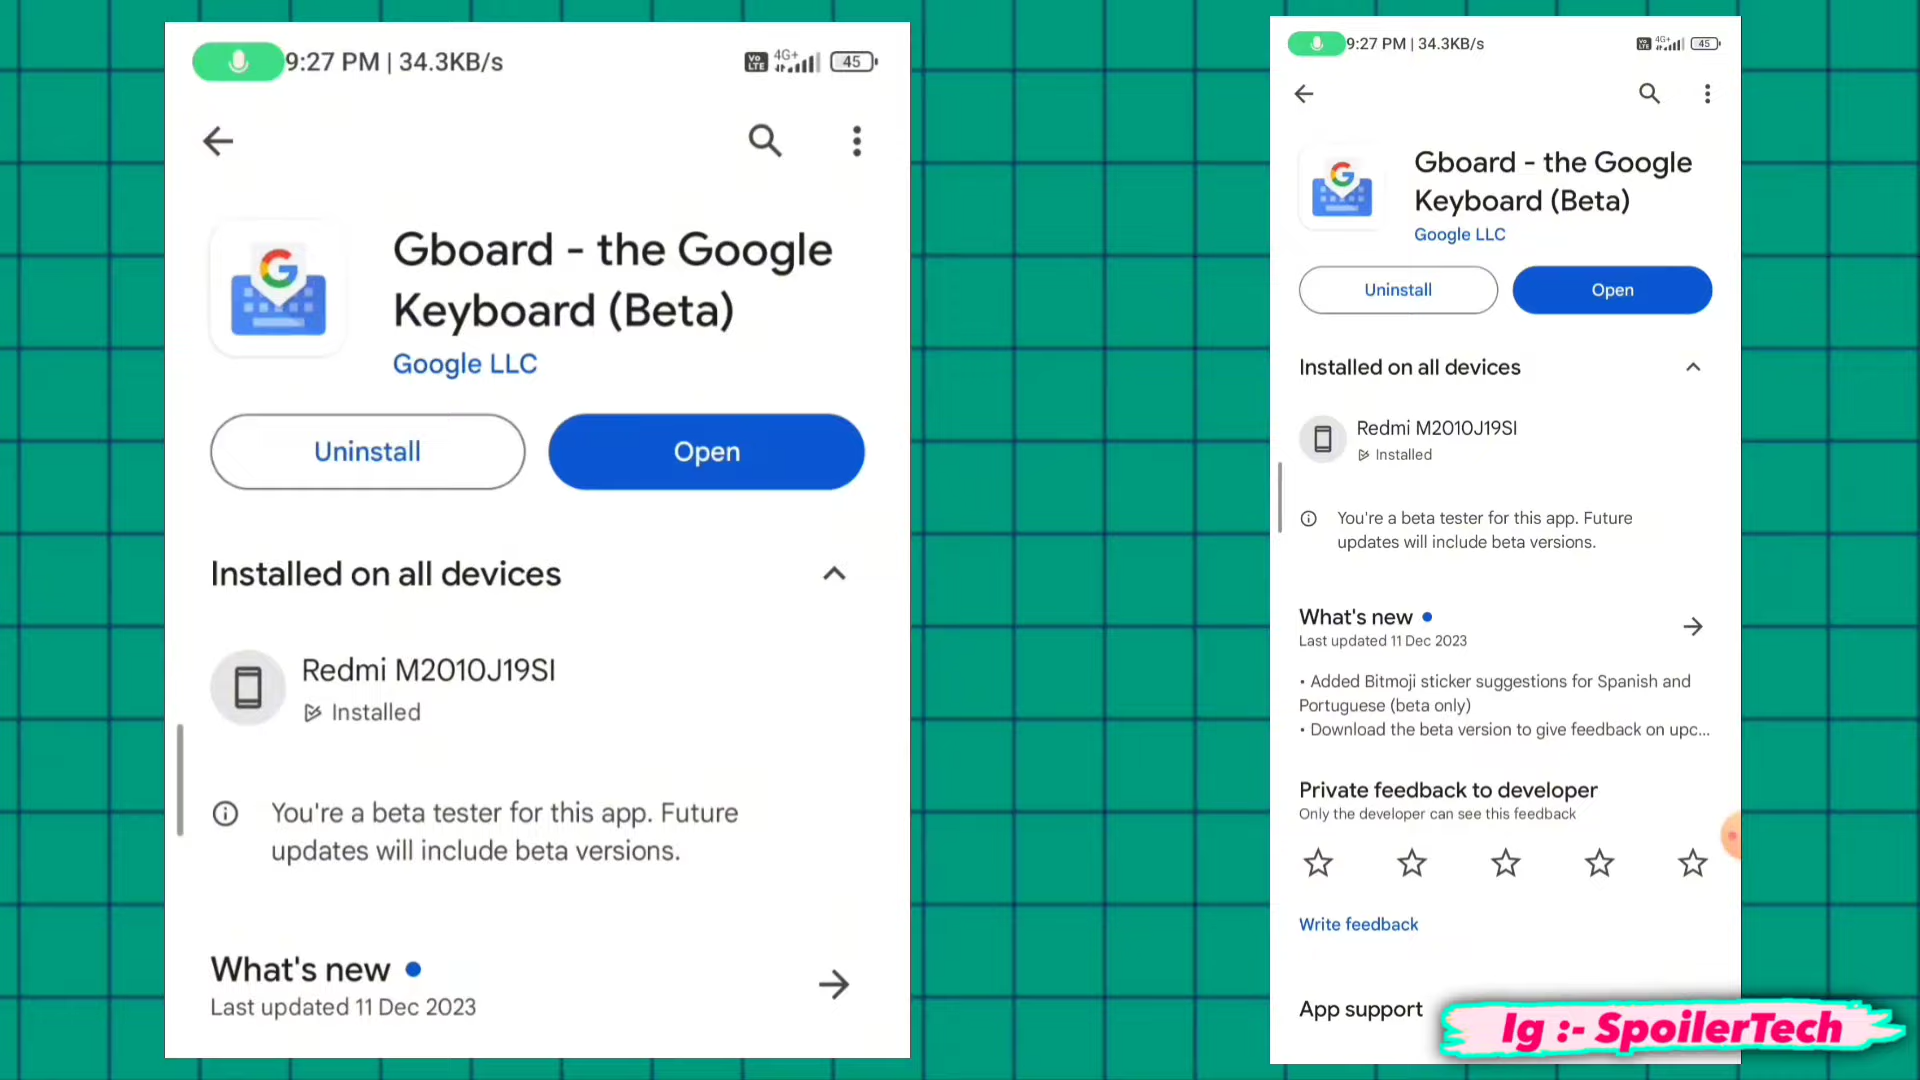 9:27 PM | 34.3KB/s
Vo LTE 4G+ 45
Gboard - the Google
Keyboard (Beta)
Google LLC
Uninstall
Open
Installed on all devices
Redmi M2010J19SI
Installed
You're a beta tester for this app. Future
updates will include beta versions.
What's new
Last updated 11 Dec 2023
9:27 PM | 34.3KB/s
Vo LTE 4G+ 45
Gboard - the Google
Keyboard (Beta)
Google LLC
Uninstall
Open
Installed on all devices
Redmi M2010J19SI
Installed
You're a beta tester for this app. Future
updates will include beta versions.
What's new
Last updated 11 Dec 2023
• Added Bitmoji sticker suggestions for Spanish and
Portuguese (beta only)
• Download the beta version to give feedback on upc...
Private feedback to developer
Only the developer can see this feedback
Write feedback
App support
Ig :- SpoilerTech